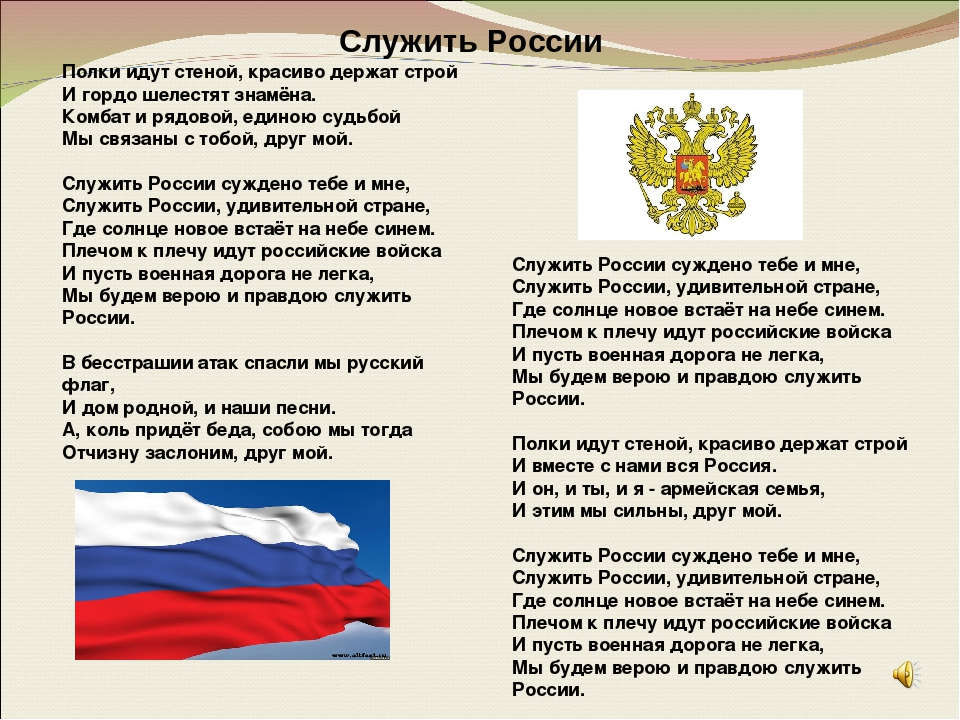 Служить России
Полки идут стеной, красиво держат строй
И гордо шелестят знамёна.
Комбат и рядовой, единою судьбой
Мы связаны с тобой, друг мой.
Служить России суждено тебе и мне,
Служить России, удивительной стране,
Где солнце новое встаёт на небе синем.
Плечом к плечу идут российские войска
И пусть военная дорога не легка,
Мы будем верою и правдою служить
России.
В бесстрашии атак спасли мы русский
флаг,
И дом родной, и наши песни.
А, коль придёт беда, собою мы тогда
Отчизну заслоним, друг мой.
www.altfast.ru
Служить России суждено тебе и мне,
Служить России, удивительной стране,
Где солнце новое встаёт на небе синем.
Плечом к плечу идут российские войска
И пусть военная дорога не легка,
Мы будем верою и правдою служить
России.
Полки идут стеной, красиво держат строй
И вместе с нами вся Россия.
И он, и ты, и я - армейская семья,
И этим мы сильны, друг мой.
Служить России суждено тебе и мне,
Служить России, удивительной стране,
Где солнце новое встаёт на небе синем.
Плечом к плечу идут российские войска
И пусть военная дорога не легка,
Мы будем верою и правдою служить
России.